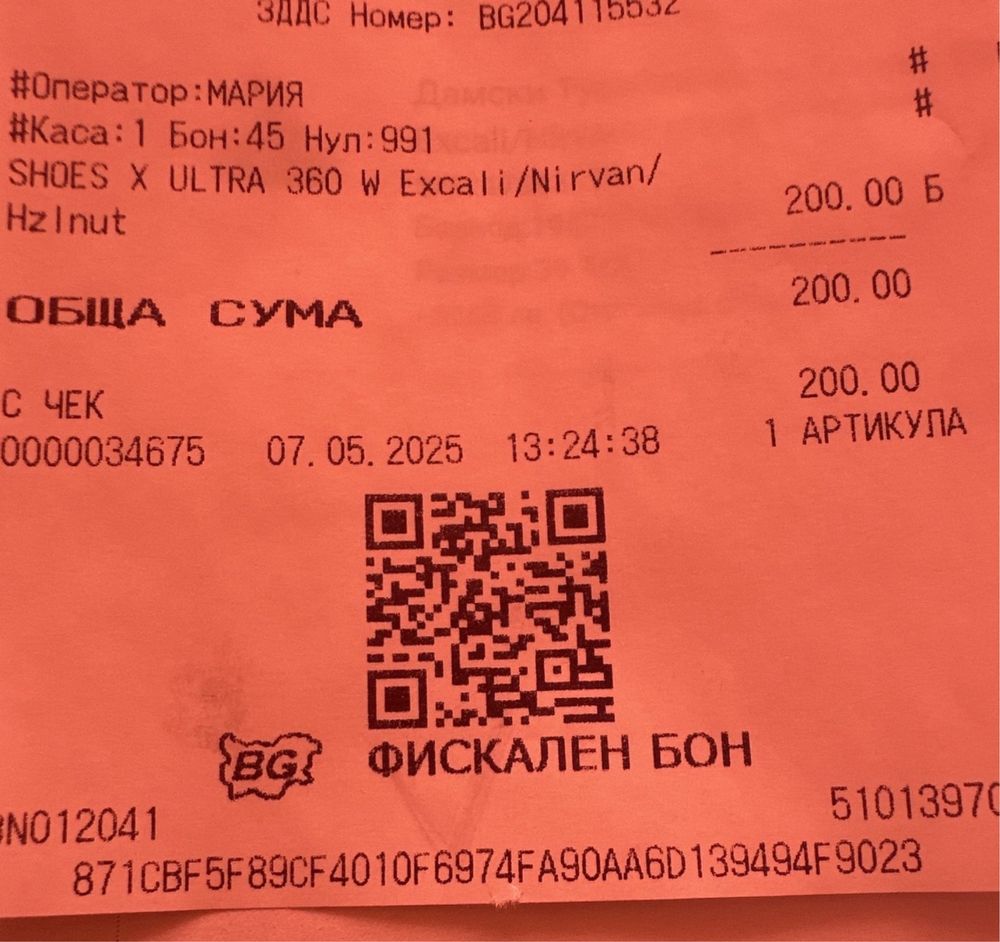 ЗДДС Номер: BG204115532
#Оператор:МАРИЯ #
#Каса:1 Бон:45 Нул:991 #
SHOES X ULTRA 360 W Excali/Nirvan/
Hzlnut 200.00 Б
200.00
ОБЩА СУМА
200.00
С ЧЕК
0000034675 07.05.2025 13:24:38 1 АРТИКУЛА
BG ФИСКАЛЕН БОН
BN012041 5101397
871CBF5F89CF4010F6974FA90AA6D139494F9023